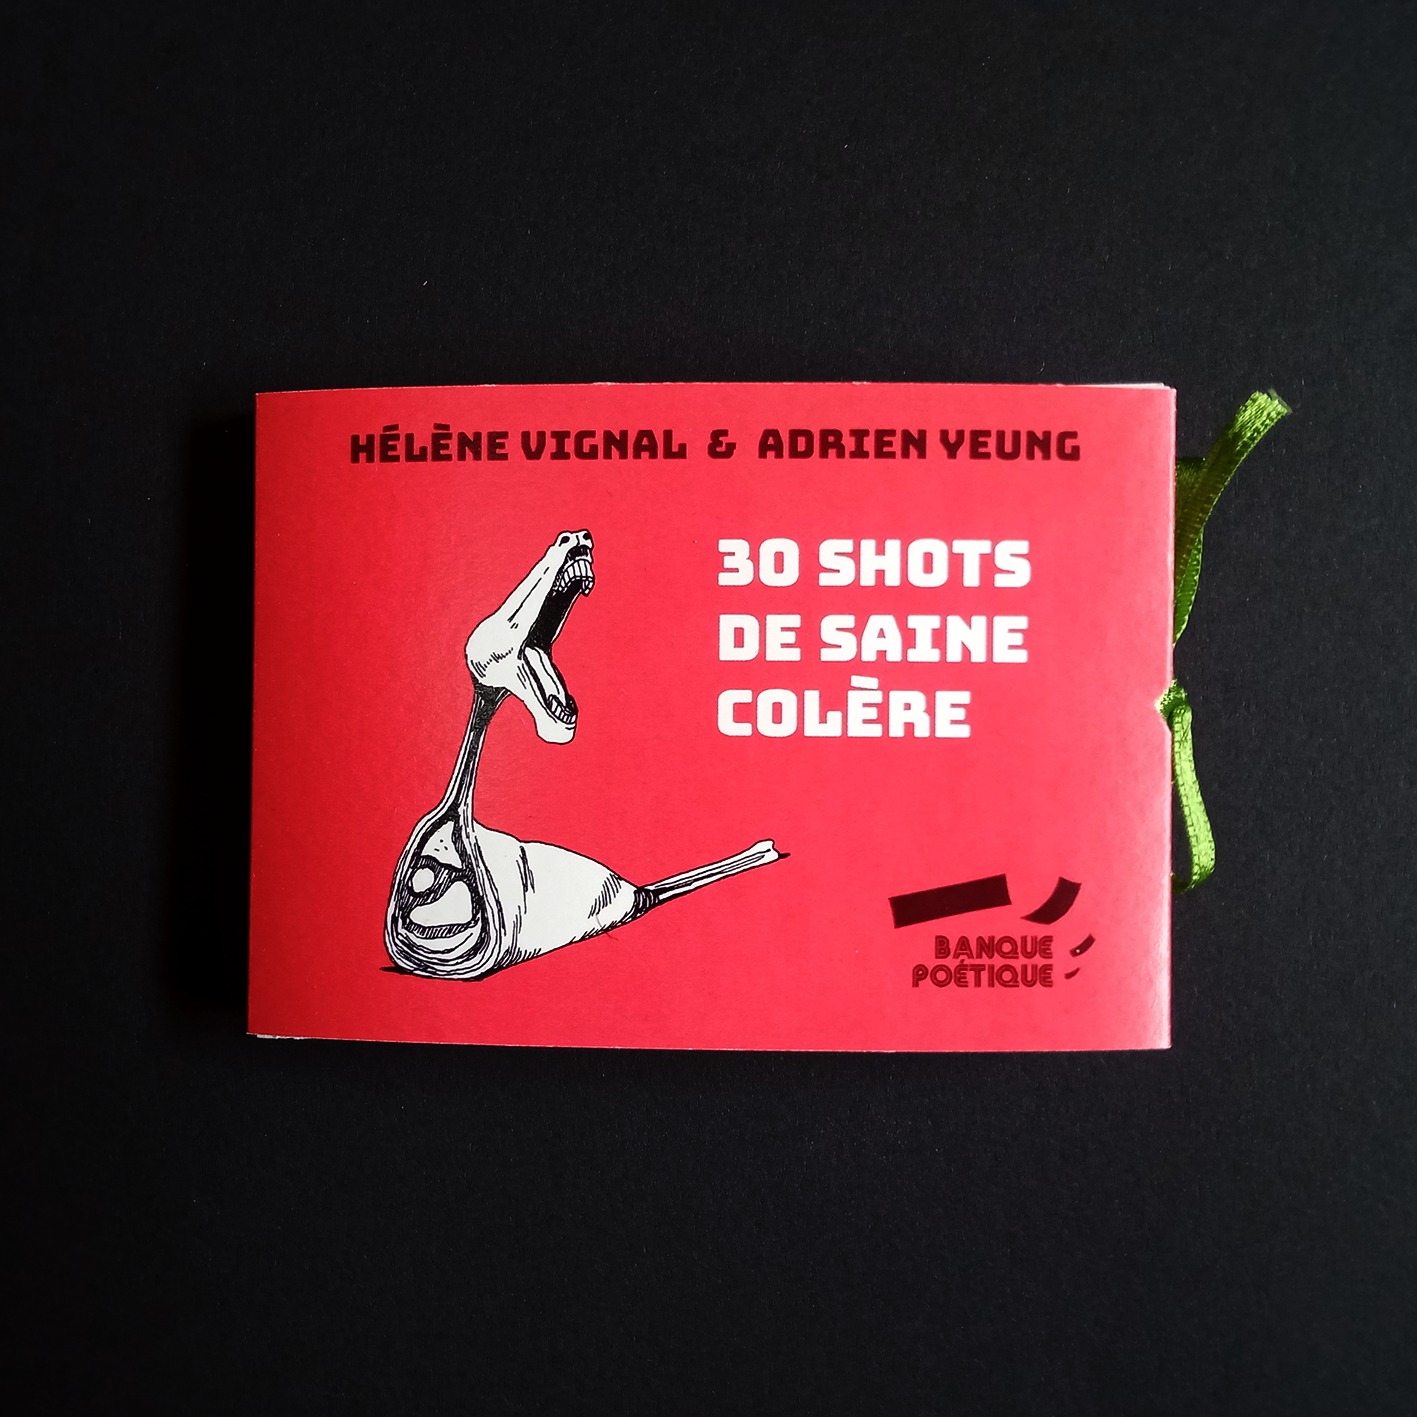 HÉLÈNE VIGNAL & ADRIEN YEUNG
30 SHOTS
DE SAINE
COLÈRE
BANQUE
POÉTIQUE